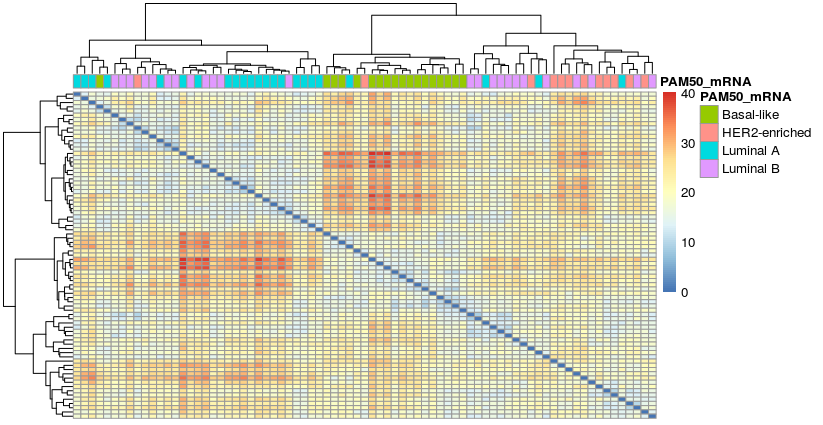 PAM50_mRNA
40
30
20
10
0
PAM50_mRNA
Basal-like
HER2-enriched
Luminal A
Luminal B